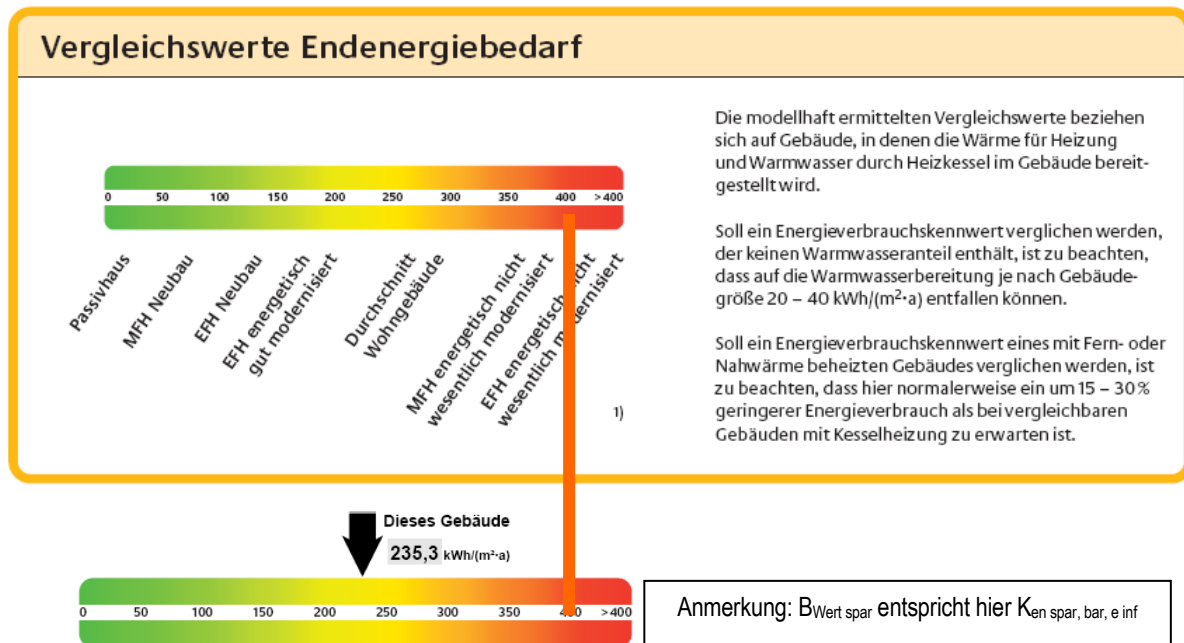 Vergleichswerte Endenergiebedarf
0 50 100 150 200 250 300 350 400 >400
Passivhaus
MFH Neubau
EFH Neubau
EFH energetisch
gut modernisiert
Durchschnitt
Wohngebäude
MFH energetisch nicht
wesentlich modernisiert
EFH energetisch nicht
wesentlich modernisiert
1)
Die modellhaft ermittelten Vergleichswerte beziehen
sich auf Gebäude, in denen die Wärme für Heizung
und Warmwasser durch Heizkessel im Gebäude bereit-
gestellt wird.
Soll ein Energieverbrauchskennwert verglichen werden,
der keinen Warmwasseranteil enthält, ist zu beachten,
dass auf die Warmwasserbereitung je nach Gebäude-
größe 20 – 40 kWh/(m²·a) entfallen können.
Soll ein Energieverbrauchskennwert eines mit Fern- oder
Nahwärme beheizten Gebäudes verglichen werden, ist
zu beachten, dass hier normalerweise ein um 15 – 30 %
geringerer Energieverbrauch als bei vergleichbaren
Gebäuden mit Kesselheizung zu erwarten ist.
Dieses Gebäude
235,3 kWh/(m²·a)
0 50 100 150 200 250 300 350 400 >400
Anmerkung: BWert spar entspricht hier Ken spar, bar, e inf